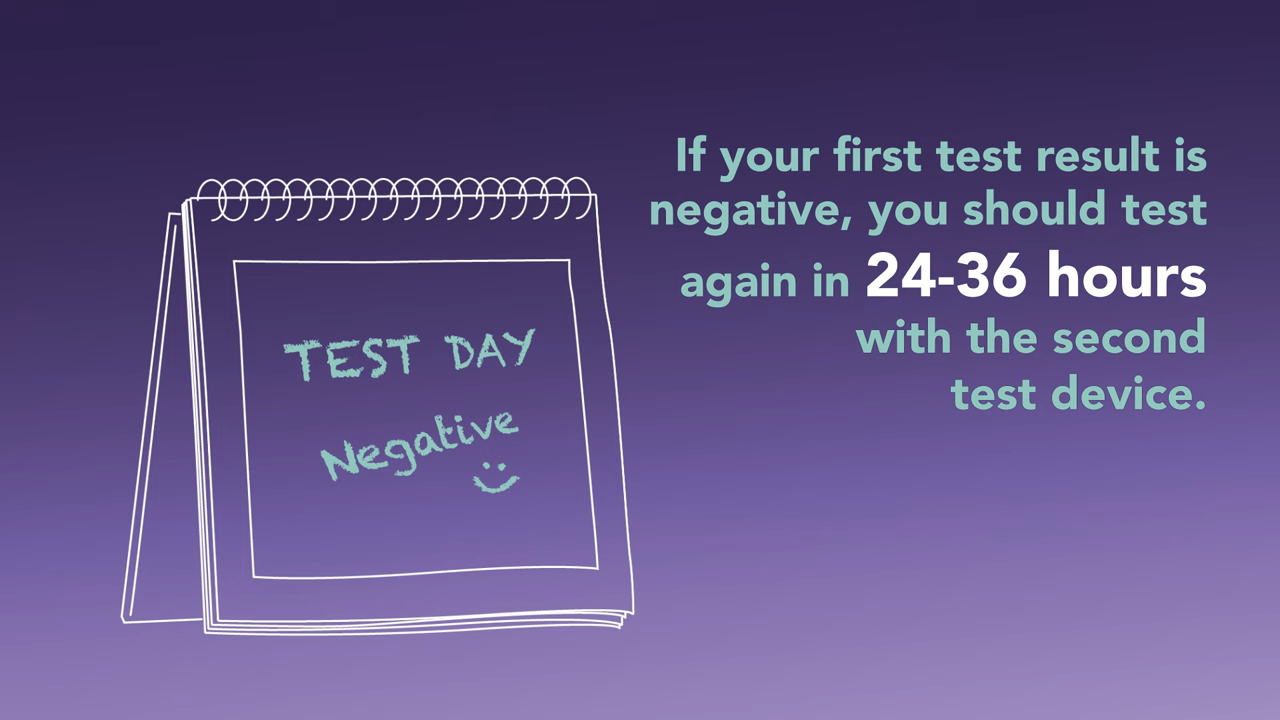 If your first test result is
negative, you should test
again in 24-36 hours
with the second
test device.
TEST DAY
Negative